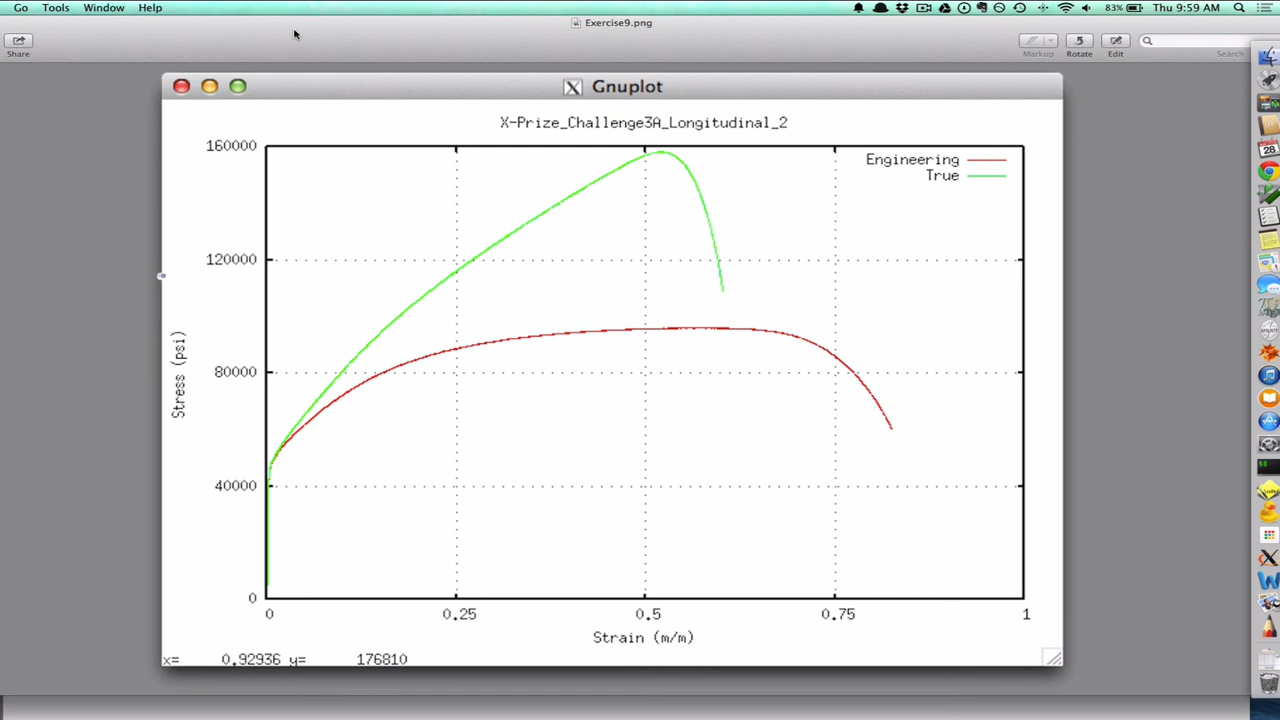 Go Tools Window Help 83% Thu 9:59 AM
Exercise9.png
Share Markup Rotate Edit Search
X Gnuplot
X-Prize_Challenge3A_Longitudinal_2
160000
Engineering
True
120000
Stress (psi)
80000
40000
0
0 0.25 0.5 0.75 1
Strain (m/m)
x= 0.92936 y= 176810